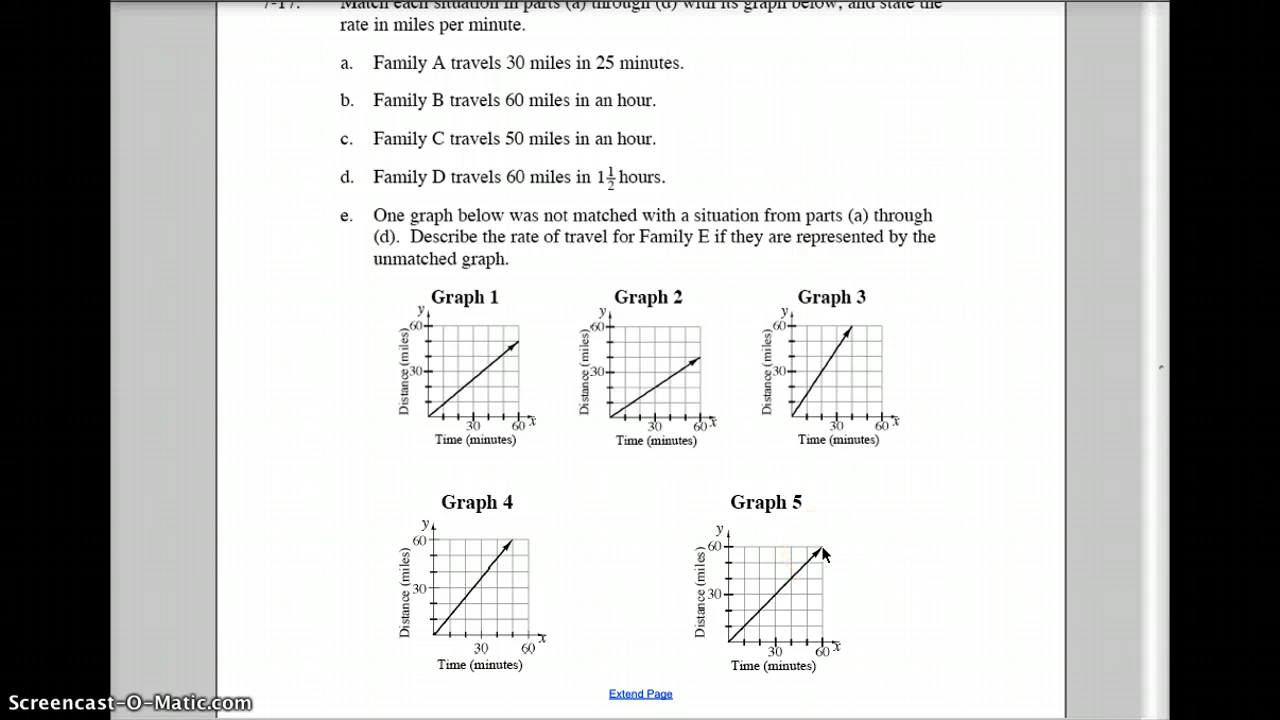 7-17. Match each situation in parts (a) through (d) with its graph below, and state the
rate in miles per minute.
a. Family A travels 30 miles in 25 minutes.
b. Family B travels 60 miles in an hour.
c. Family C travels 50 miles in an hour.
d. Family D travels 60 miles in 1 1/2 hours.
e. One graph below was not matched with a situation from parts (a) through
(d). Describe the rate of travel for Family E if they are represented by the
unmatched graph.
Graph 1
y
60
30
Distance (miles)
30 60 x
Time (minutes)
Graph 2
y
60
30
Distance (miles)
30 60 x
Time (minutes)
Graph 3
y
60
30
Distance (miles)
30 60 x
Time (minutes)
Graph 4
y
60
30
Distance (miles)
30 60 x
Time (minutes)
Graph 5
y
60
30
Distance (miles)
30 60 x
Time (minutes)
Extend Page
Screencast-O-Matic.com